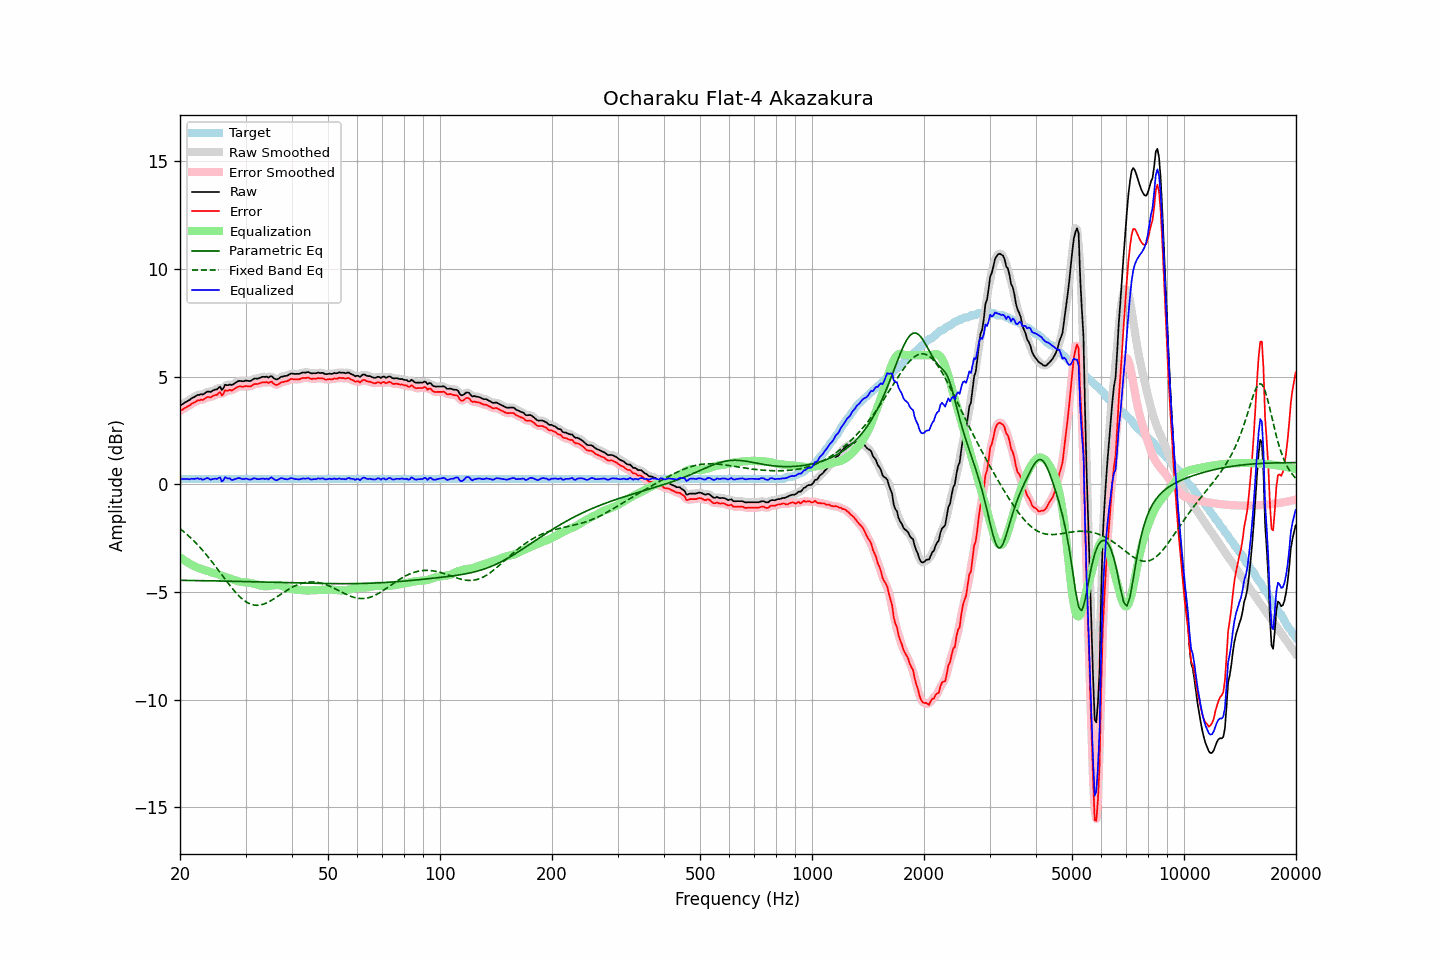 Ocharaku Flat-4 Akazakura
Target
Raw Smoothed
Error Smoothed
Raw
Error
Equalization
Parametric Eq
Fixed Band Eq
Equalized
Amplitude (dBr)
15
10
5
0
−5
−10
−15
20 50 100 200 500 1000 2000 5000 10000 20000
Frequency (Hz)